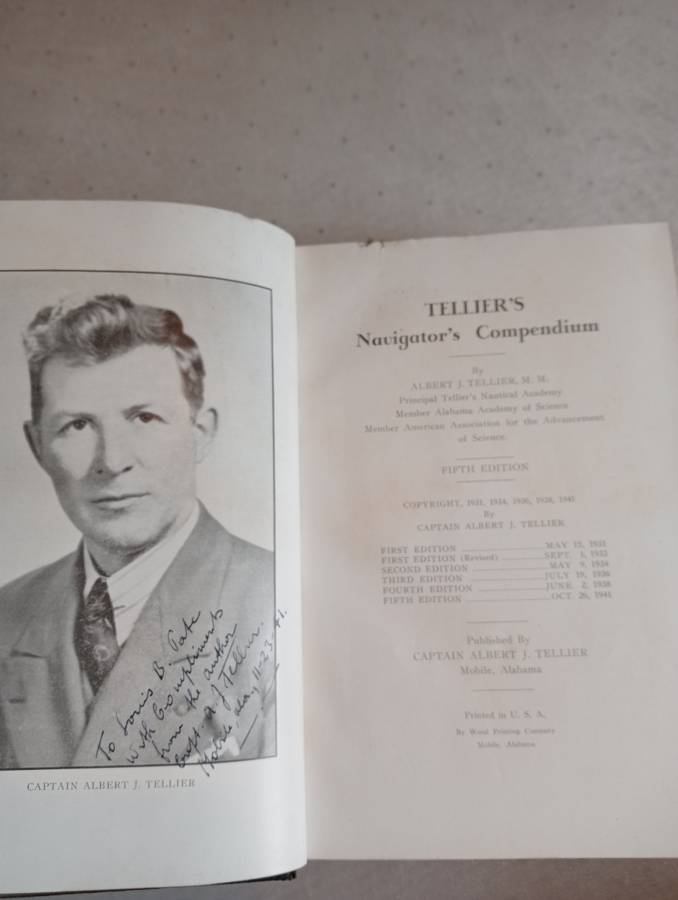 To Louis B. Pate
With Compliments
from the author
Capt. A. J. Tellier.
Mobile Ala, 11-23-41.
CAPTAIN ALBERT J. TELLIER
TELLIER'S
Navigator's Compendium
By
ALBERT J. TELLIER, M. M.
Principal Tellier's Nautical Academy
Member Alabama Academy of Science
Member American Association for the Advancement
of Science
FIFTH EDITION
COPYRIGHT, 1931, 1934, 1936, 1938, 1941
By
CAPTAIN ALBERT J. TELLIER
FIRST EDITION MAY 15, 1931
FIRST EDITION (Revised) SEPT. 1, 1932
SECOND EDITION MAY 9, 1934
THIRD EDITION JULY 19, 1936
FOURTH EDITION JUNE 2, 1938
FIFTH EDITION OCT. 26, 1941
Published By
CAPTAIN ALBERT J. TELLIER
Mobile, Alabama
Printed in U. S. A.
By Printing Company
Mobile, Alabama